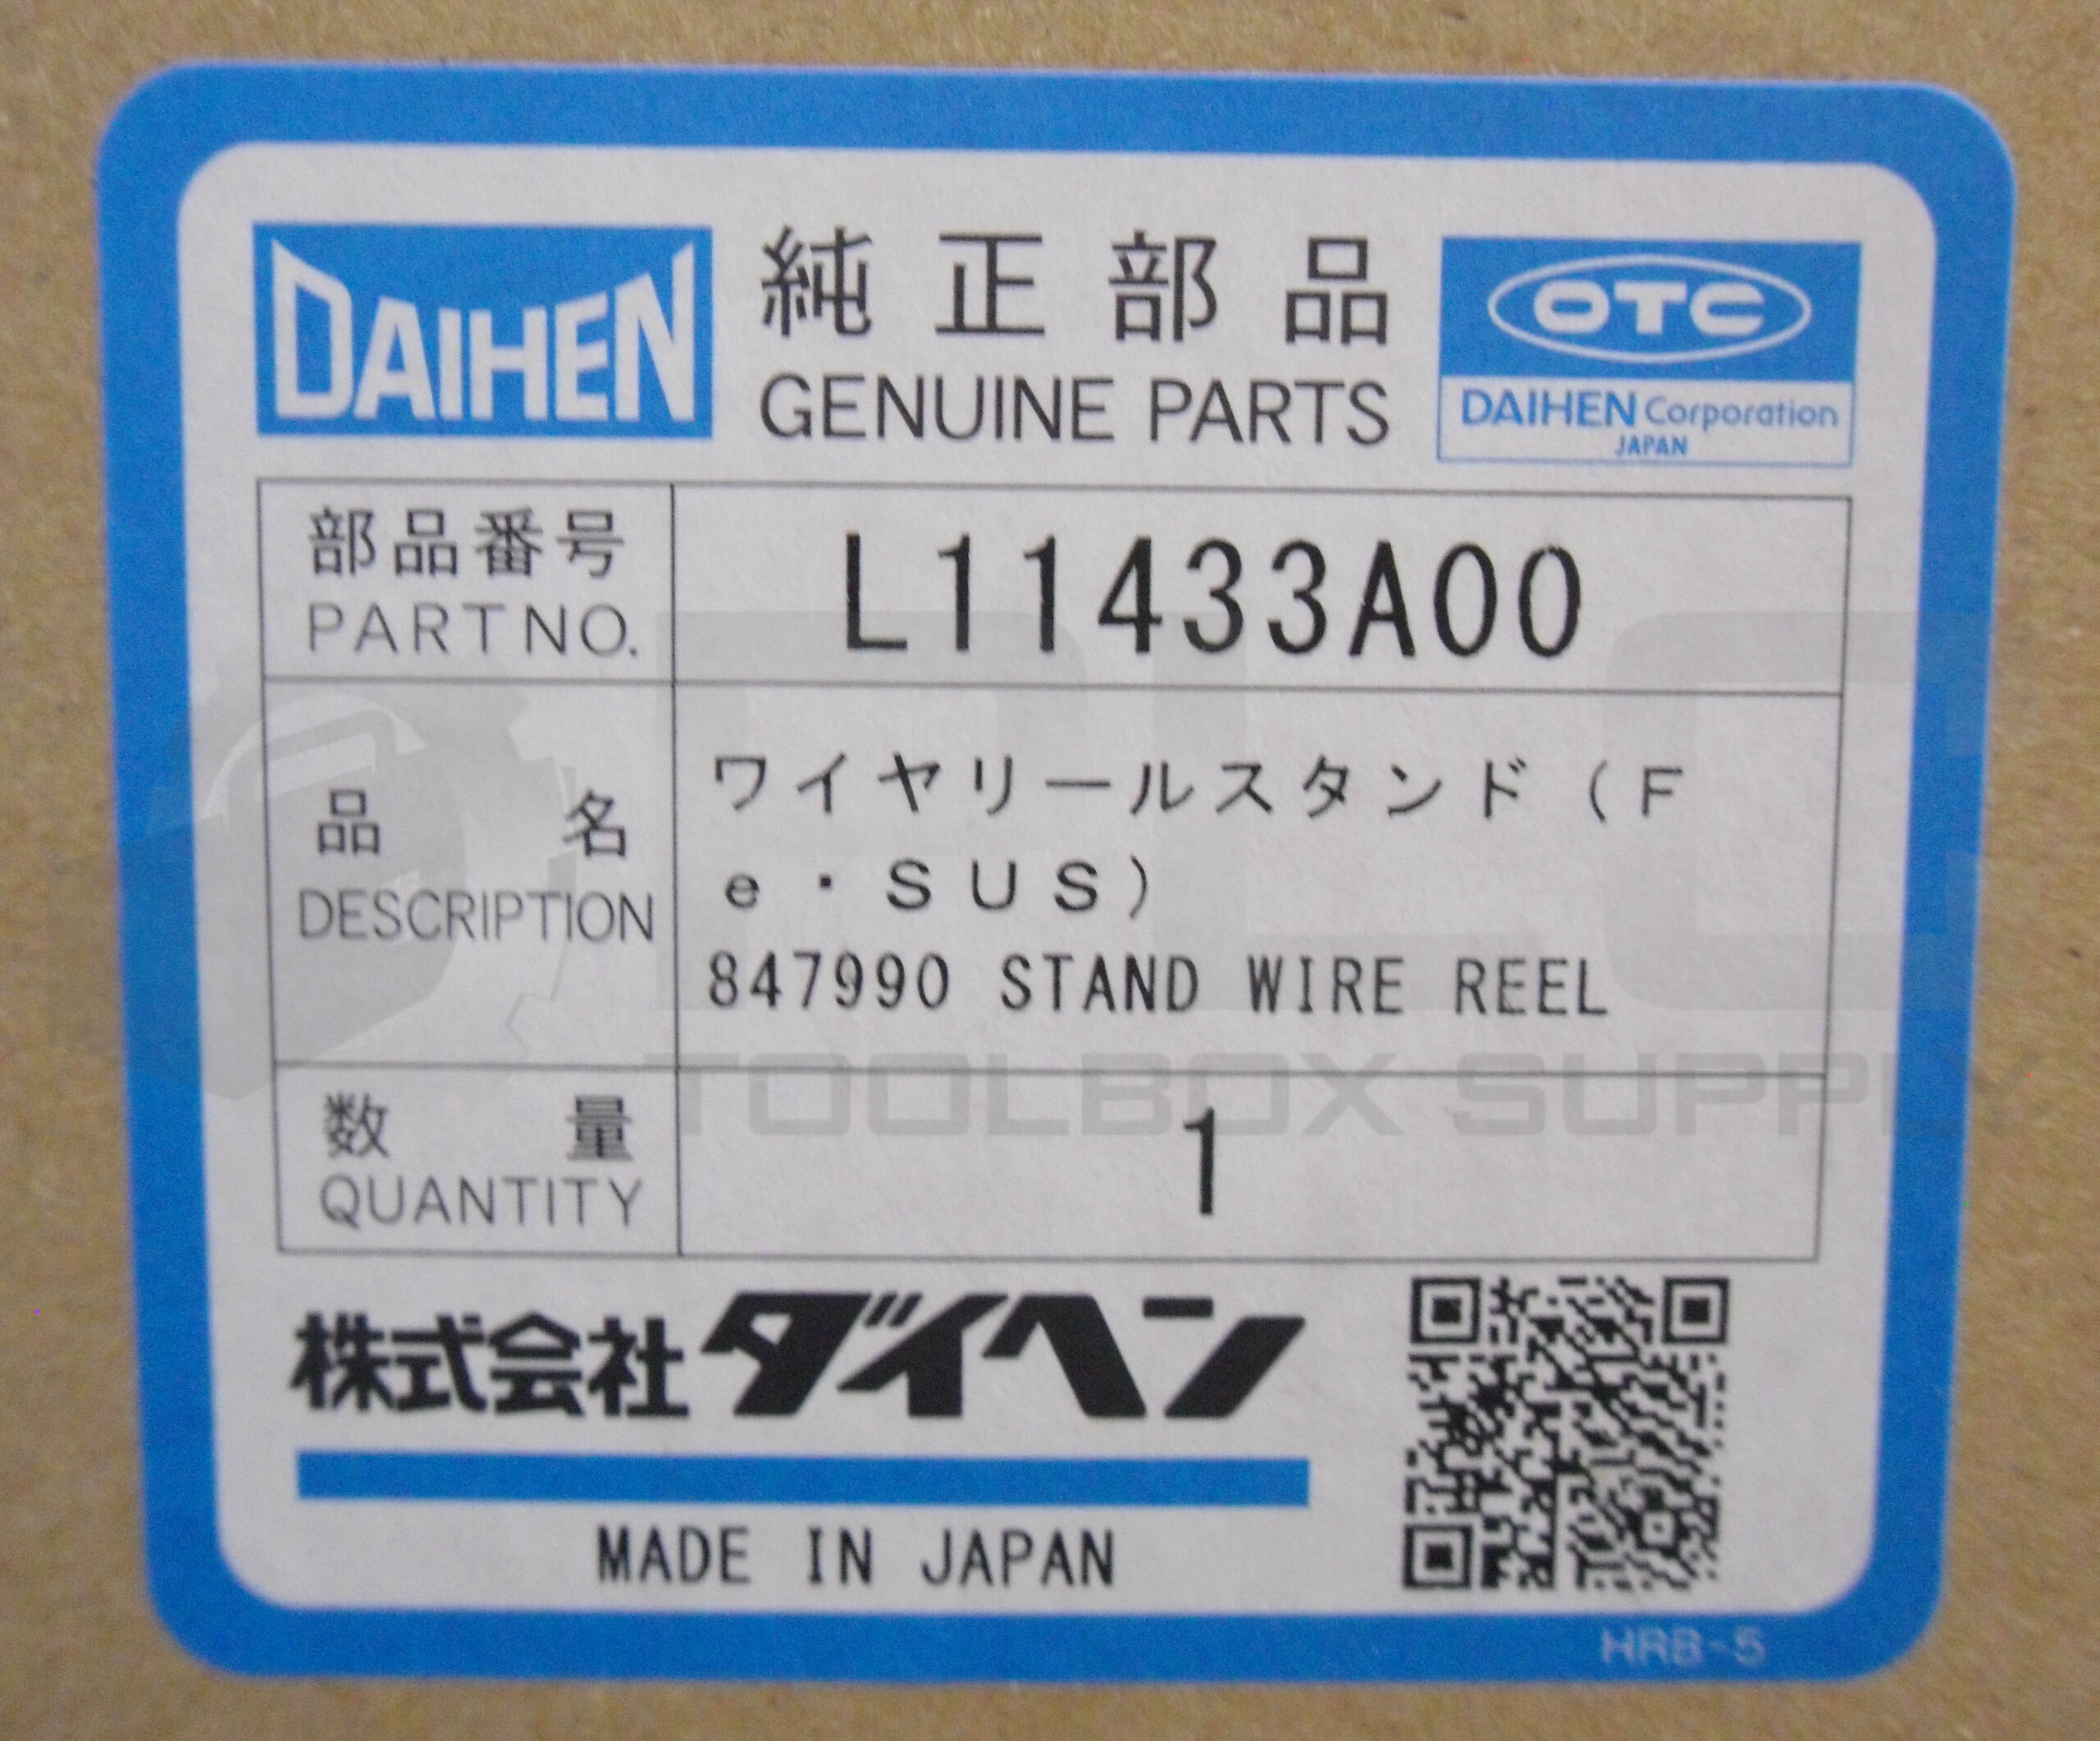 DAIHEN
純正部品
GENUINE PARTS
OTC
DAIHEN Corporation
JAPAN
部品番号
PART NO.
L11433A00
品名
DESCRIPTION
ワイヤリールスタンド（F
e・SUS）
847990 STAND WIRE REEL
数量
QUANTITY
1
株式会社ダイヘン
MADE IN JAPAN
HRB-5
PLC
TOOLBOX SUPPLY